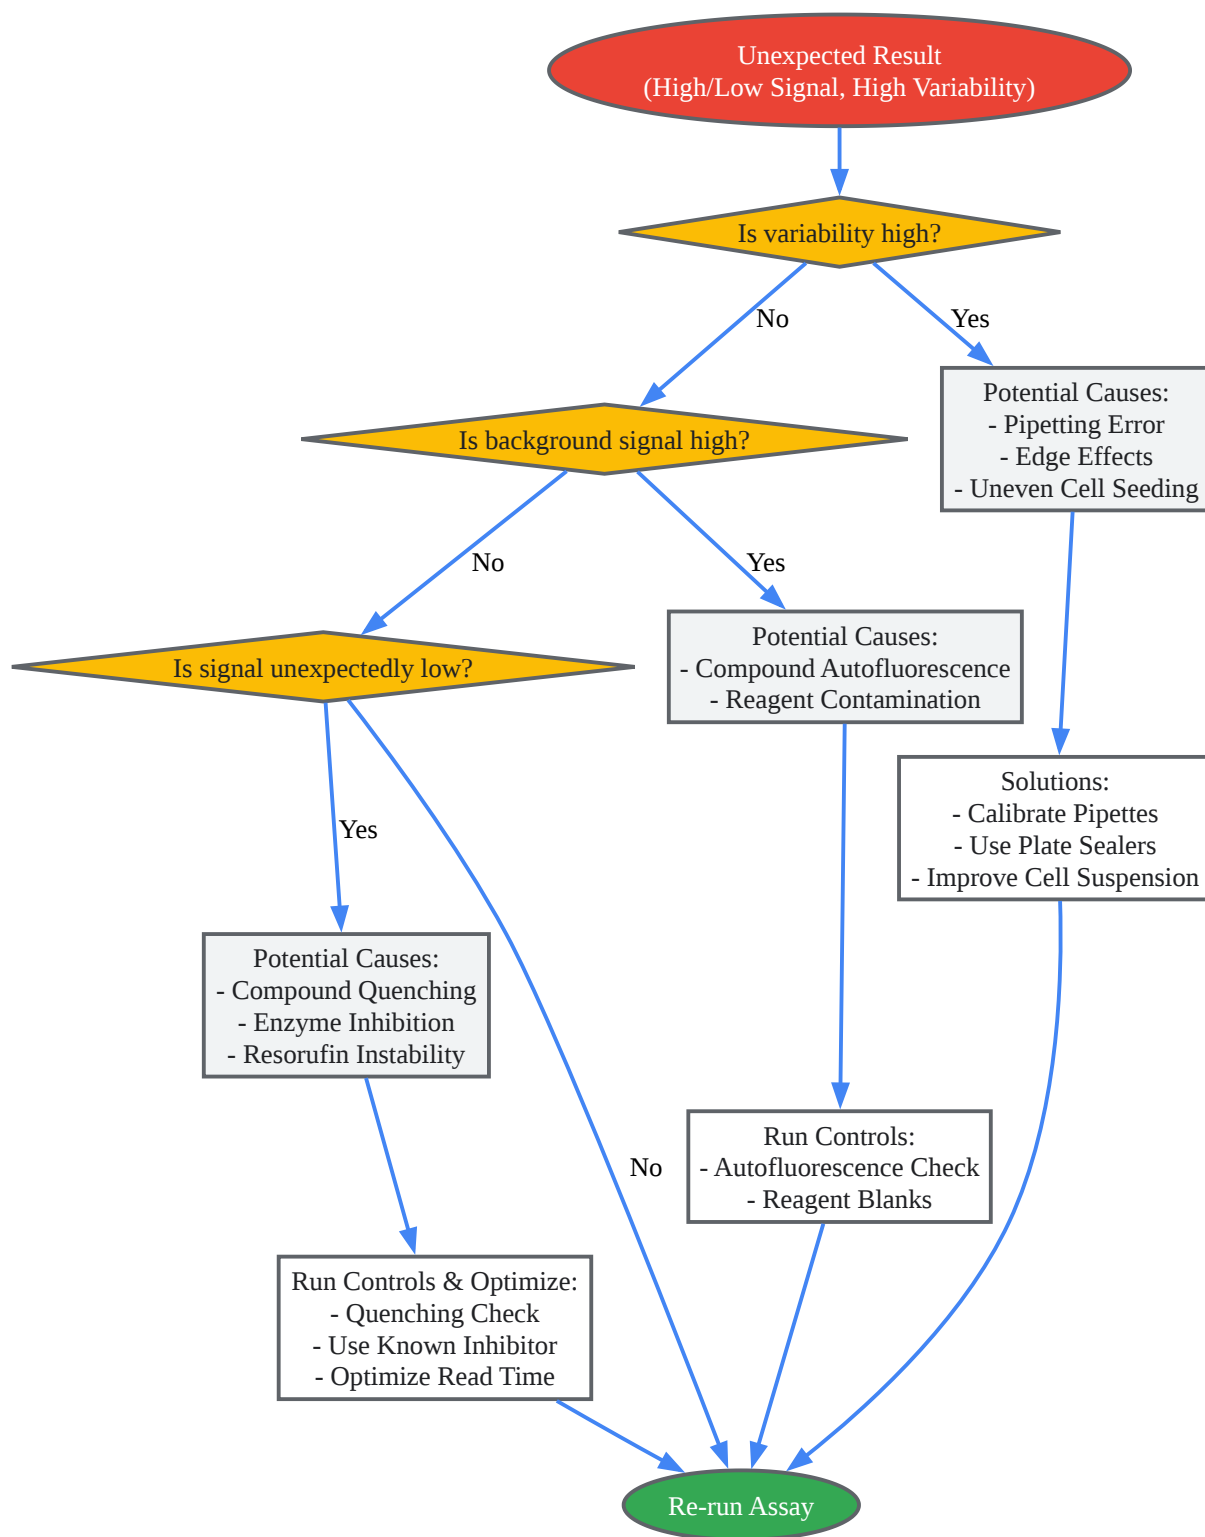 Unexpected Result
(High/Low Signal, High Variability)
Is variability high?
No
Yes
Potential Causes:
- Pipetting Error
- Edge Effects
- Uneven Cell Seeding
Is background signal high?
No
Yes
Potential Causes:
- Compound Autofluorescence
- Reagent Contamination
Is signal unexpectedly low?
Solutions:
- Calibrate Pipettes
- Use Plate Sealers
- Improve Cell Suspension
Yes
Potential Causes:
- Compound Quenching
- Enzyme Inhibition
- Resorufin Instability
No
Run Controls:
- Autofluorescence Check
- Reagent Blanks
Run Controls & Optimize:
- Quenching Check
- Use Known Inhibitor
- Optimize Read Time
Re-run Assay